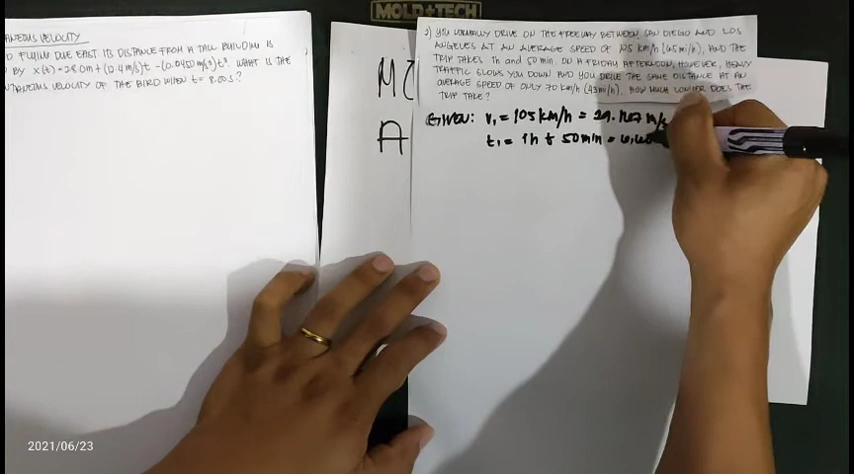 MOLD+TECH
ANEOUS VELOCITY
D FLYING DUE EAST ITS DISTANCE FROM A TALL BUILDING IS
BY x(t) = 28.0m + (12.4 m/s)t - (0.0450 m/s³)t³. WHAT IS THE
NTANEOUS VELOCITY OF THE BIRD WHEN t = 8.00s?
A
2) YOU NORMALLY DRIVE ON THE FREEWAY BETWEEN SAN DIEGO AND LOS
ANGELES AT AN AVERAGE SPEED OF 105 km/h (65 mi/h), AND THE
TRIP TAKES 1h and 50 min. ON A FRIDAY AFTERNOON, HOWEVER, HEAVY
TRAFFIC SLOWS YOU DOWN AND YOU DRIVE THE SAME DISTANCE AT AN
AVERAGE SPEED OF ONLY 70 km/h (43 mi/h). HOW MUCH LONGER DOES THE
TRIP TAKE?
GIVEN: V₁ = 105 km/h = 29.167 m/s
t₁ = 1h + 50 min =
2021/06/23